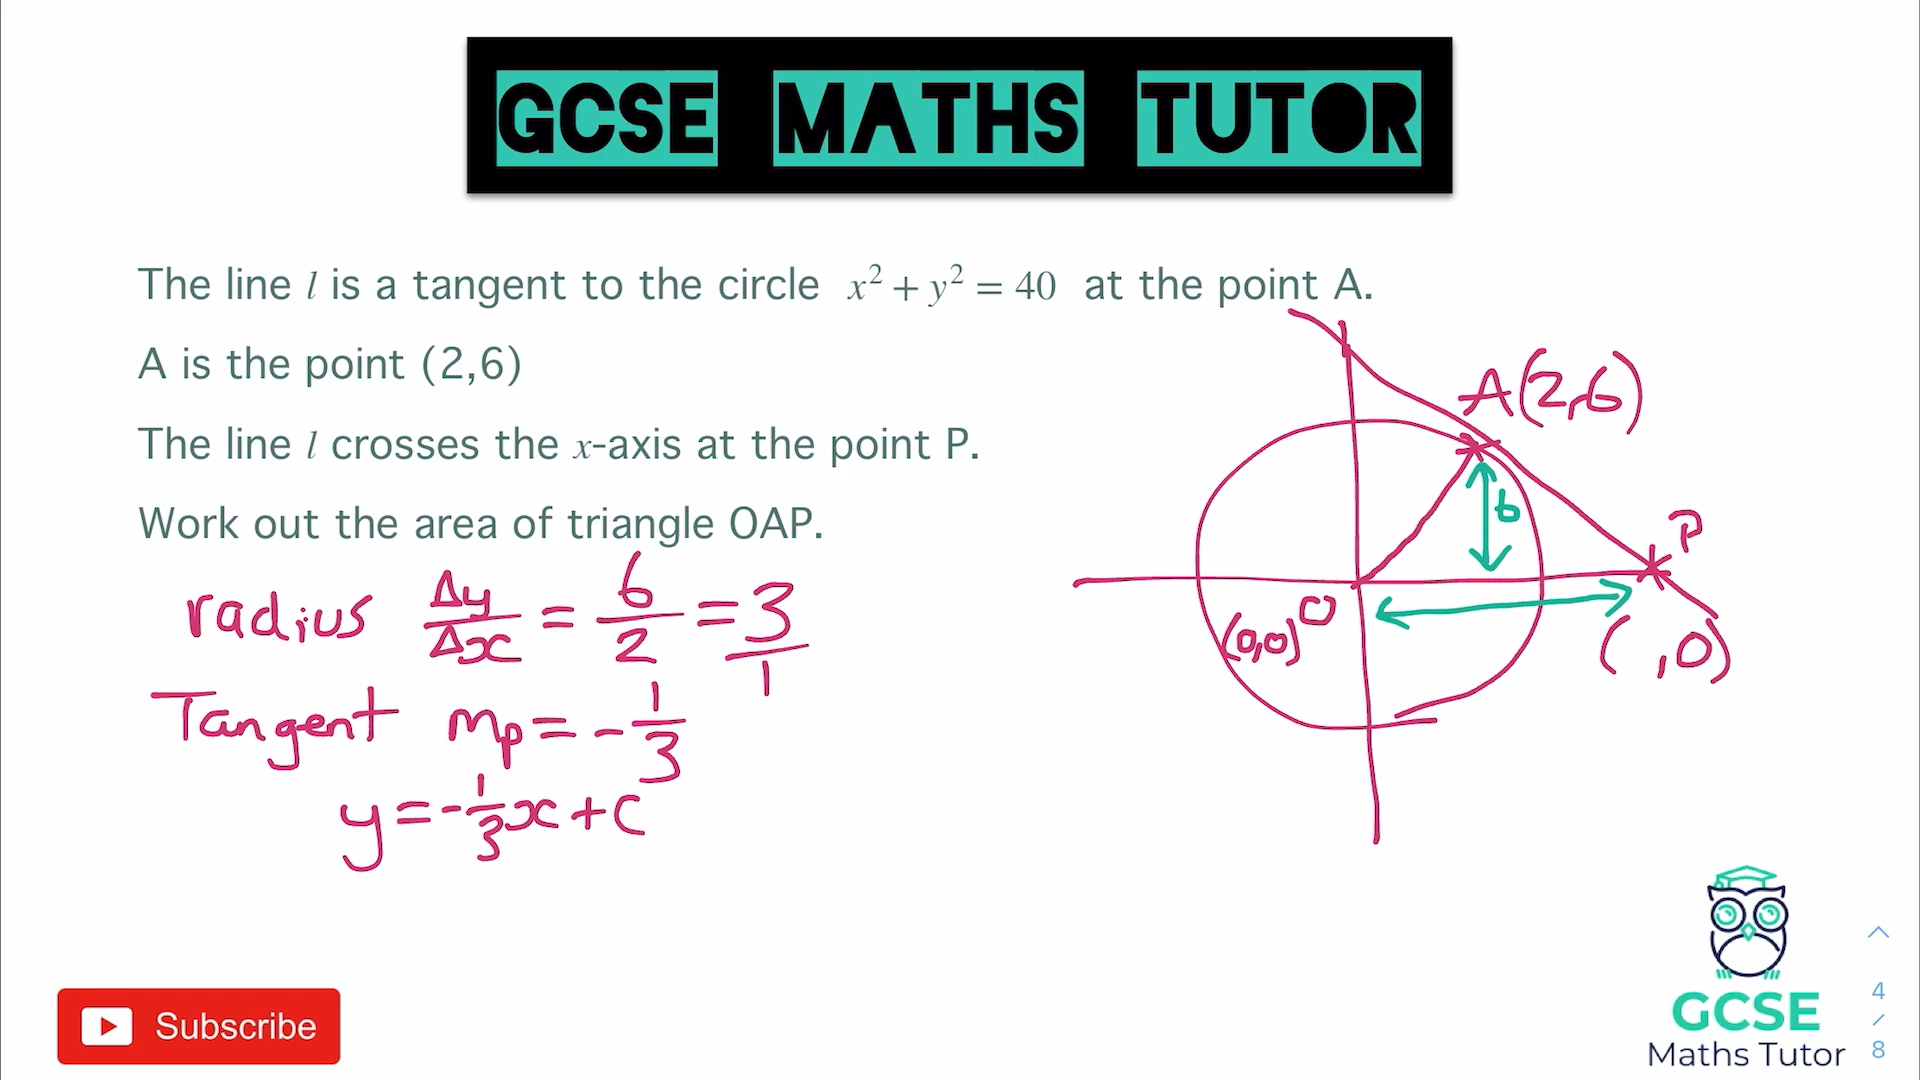 GCSE MATHS TUTOR
The line l is a tangent to the circle x² + y² = 40 at the point A.
A is the point (2,6)
The line l crosses the x-axis at the point P.
Work out the area of triangle OAP.
radius Δy/Δx = 6/2 = 3/1
Tangent mₚ = -1/3
y = -1/3x + c
A(2,6)
6
P
O
(0,0)
( ,0)
Subscribe
GCSE
Maths Tutor
4
/
8